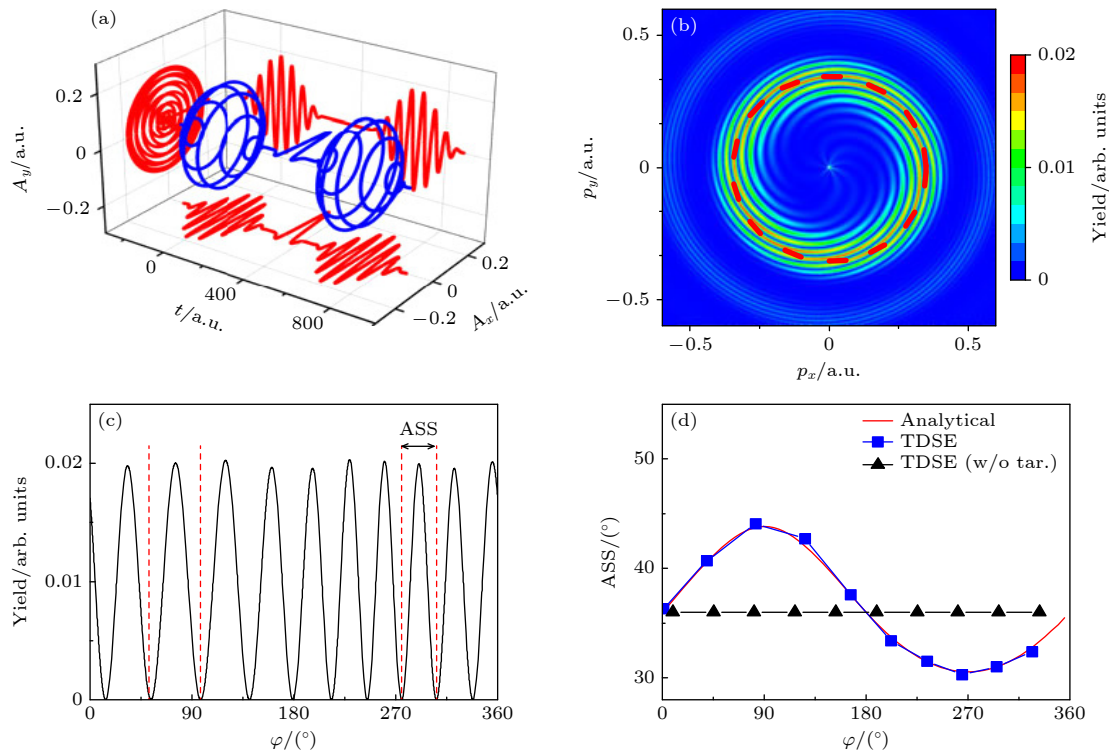 (a)
0.2
0
−0.2
A_y/a.u.
0
400
800
t/a.u.
0.2
0
−0.2
A_x/a.u.
(b)
0.5
0
−0.5
p_y/a.u.
−0.5
0
0.5
p_x/a.u.
0.02
0.01
0
Yield/arb. units
(c)
ASS
0.02
0.01
0
Yield/arb. units
0
90
180
270
360
φ/(°)
(d)
Analytical
TDSE
TDSE (w/o tar.)
50
40
30
ASS/(°)
0
90
180
270
360
φ/(°)